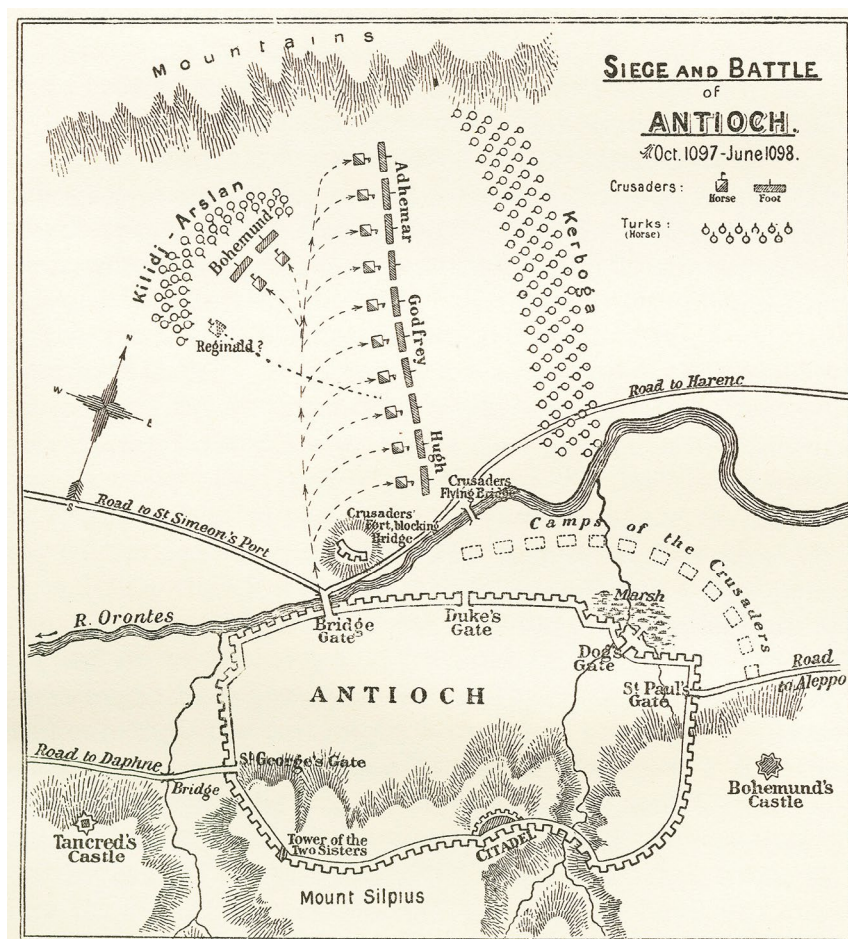 Mountains
SIEGE AND BATTLE
OF
ANTIOCH.
Oct. 1097-June 1098.
Crusaders:
Horse
Foot
Turks:
(Horse)
Kilidj-Arslan
Bohemund
Adhemar
Kerboga
Godfrey
Reginald?
Hugh
N
W
E
S
Road to Harenc
Crusaders
Flying Bridge
Road to St Simeon's Port
Crusaders'
Fort, blocking
Bridge
Camps of the Crusaders
R. Orontes
Bridge
Gate
Duke's
Gate
Marsh
Dog's
Gate
St Paul's
Gate
Road
to Aleppo
ANTIOCH
Road to Daphne
St George's Gate
Bridge
Bohemund's
Castle
Tancred's
Castle
Tower of the
Two Sisters
CITADEL
Mount Silpius